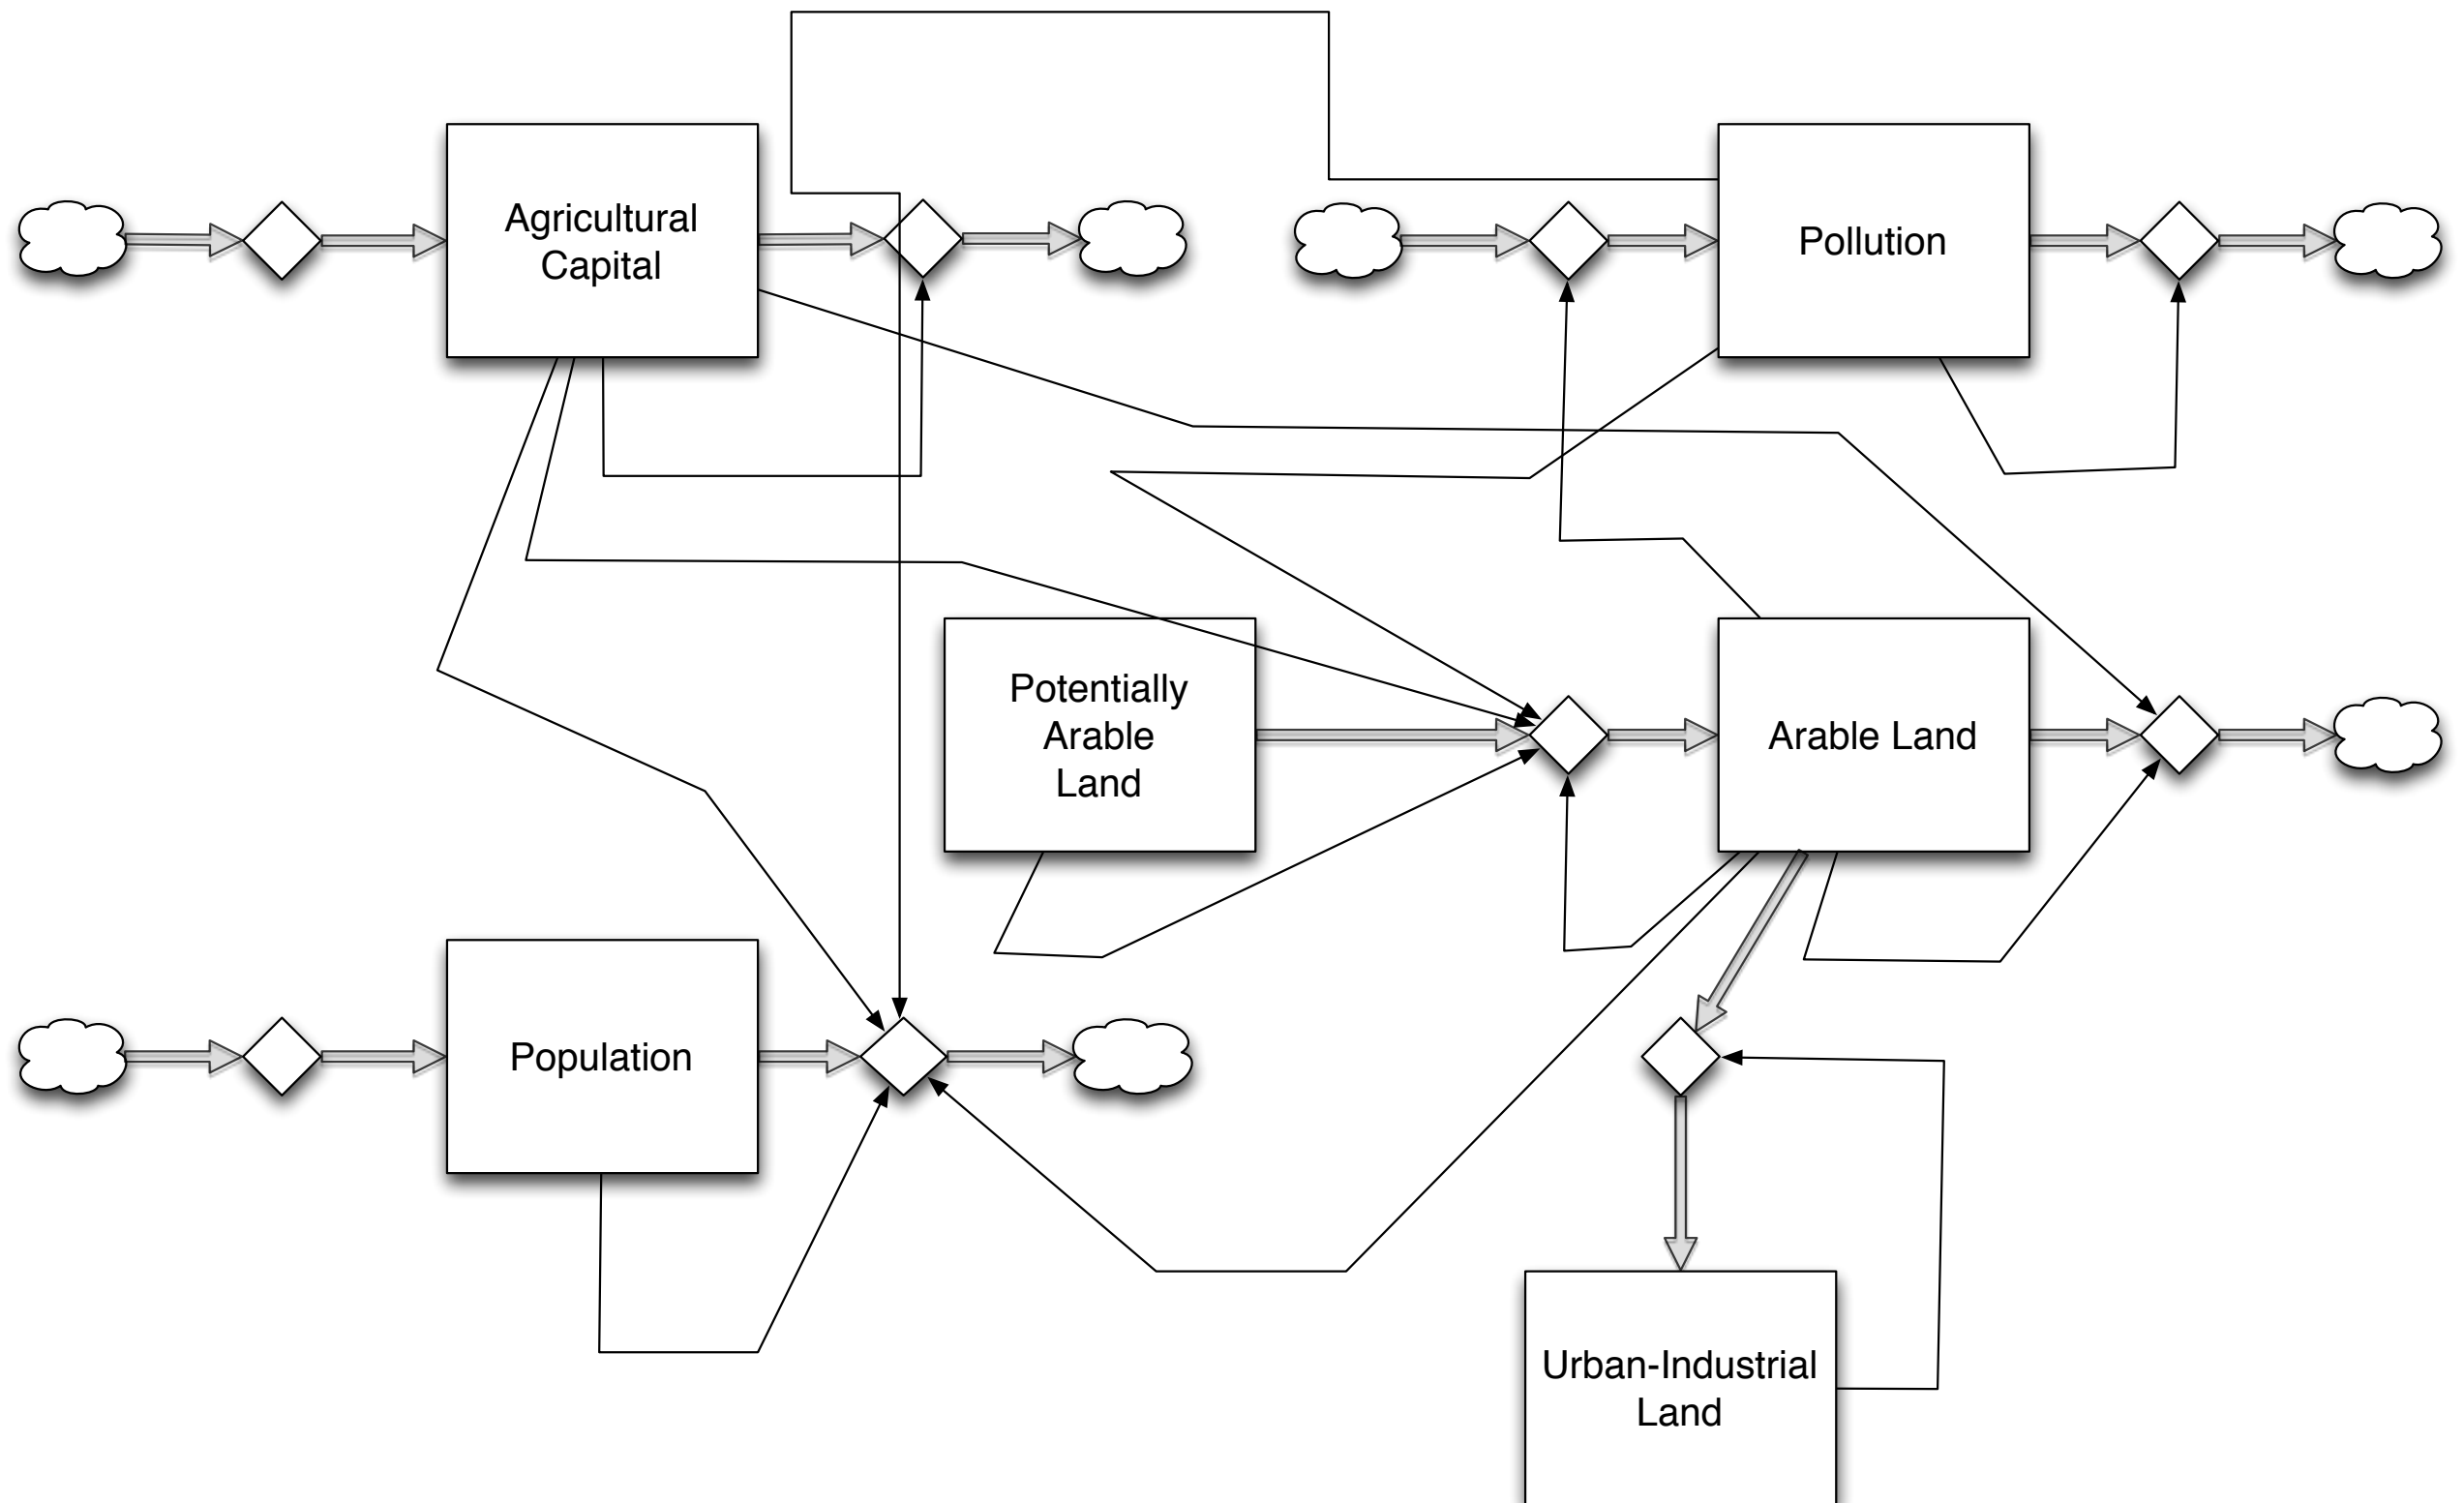 Agricultural
Capital
Pollution
Potentially
Arable
Land
Arable Land
Population
Urban-Industrial
Land